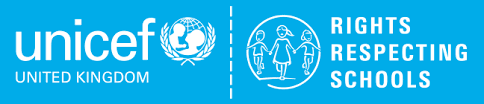 unicef
UNITED KINGDOM
RIGHTS
RESPECTING
SCHOOLS